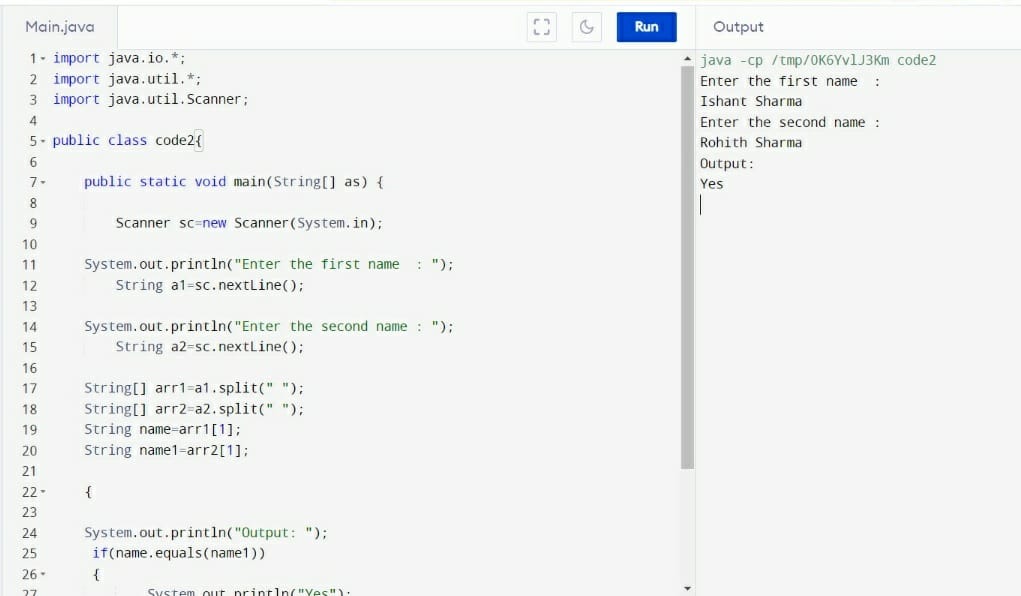 Main.java
Run
Output
1 import java.io.*;
2 import java.util.*;
3 import java.util.Scanner;
4
5 public class code2{
6
7 public static void main(String[] as) {
8
9 Scanner sc=new Scanner(System.in);
10
11 System.out.println("Enter the first name  : ");
12 String a1=sc.nextLine();
13
14 System.out.println("Enter the second name : ");
15 String a2=sc.nextLine();
16
17 String[] arr1=a1.split(" ");
18 String[] arr2=a2.split(" ");
19 String name=arr1[1];
20 String name1=arr2[1];
21
22 {
23
24 System.out.println("Output: ");
25 if(name.equals(name1))
26 {
27 System.out.println("Yes");
java -cp /tmp/0K6YvlJ3Km code2
Enter the first name  :
Ishant Sharma
Enter the second name :
Rohith Sharma
Output:
Yes